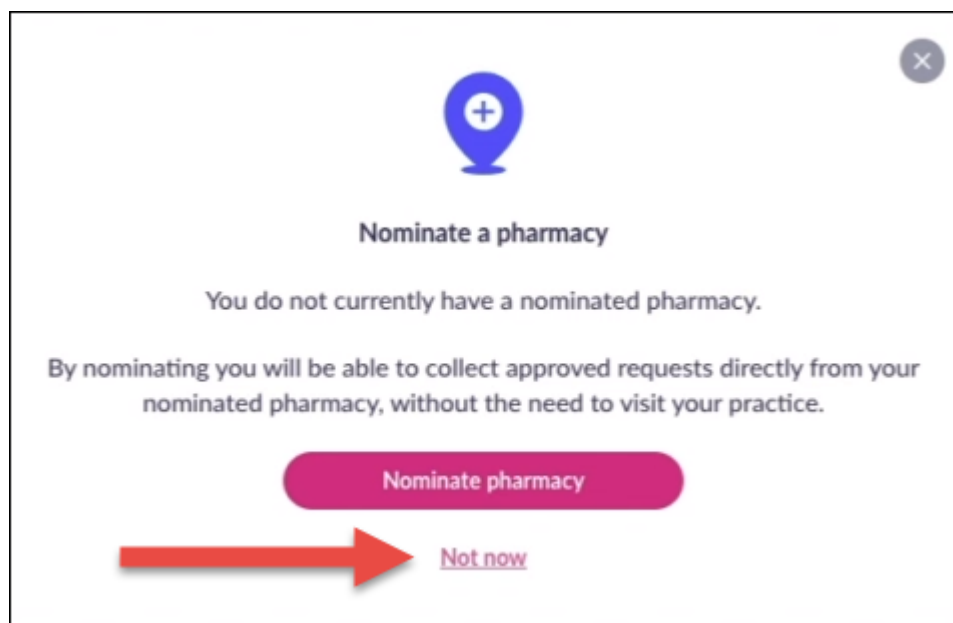 Nominate a pharmacy
You do not currently have a nominated pharmacy.
By nominating you will be able to collect approved requests directly from your
nominated pharmacy, without the need to visit your practice.
Nominate pharmacy
Not now